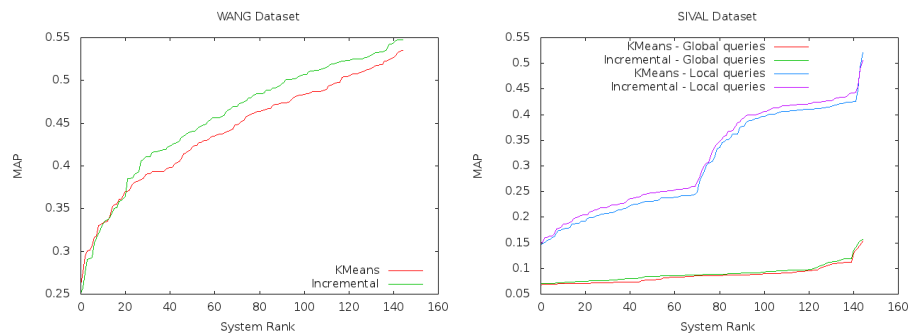 WANG Dataset
0.55
0.5
0.45
0.4
0.35
0.3
0.25
MAP
0 20 40 60 80 100 120 140 160
System Rank
KMeans
Incremental
SIVAL Dataset
0.55
0.5
0.45
0.4
0.35
0.3
0.25
0.2
0.15
0.1
0.05
MAP
0 20 40 60 80 100 120 140 160
System Rank
KMeans - Global queries
Incremental - Global queries
KMeans - Local queries
Incremental - Local queries